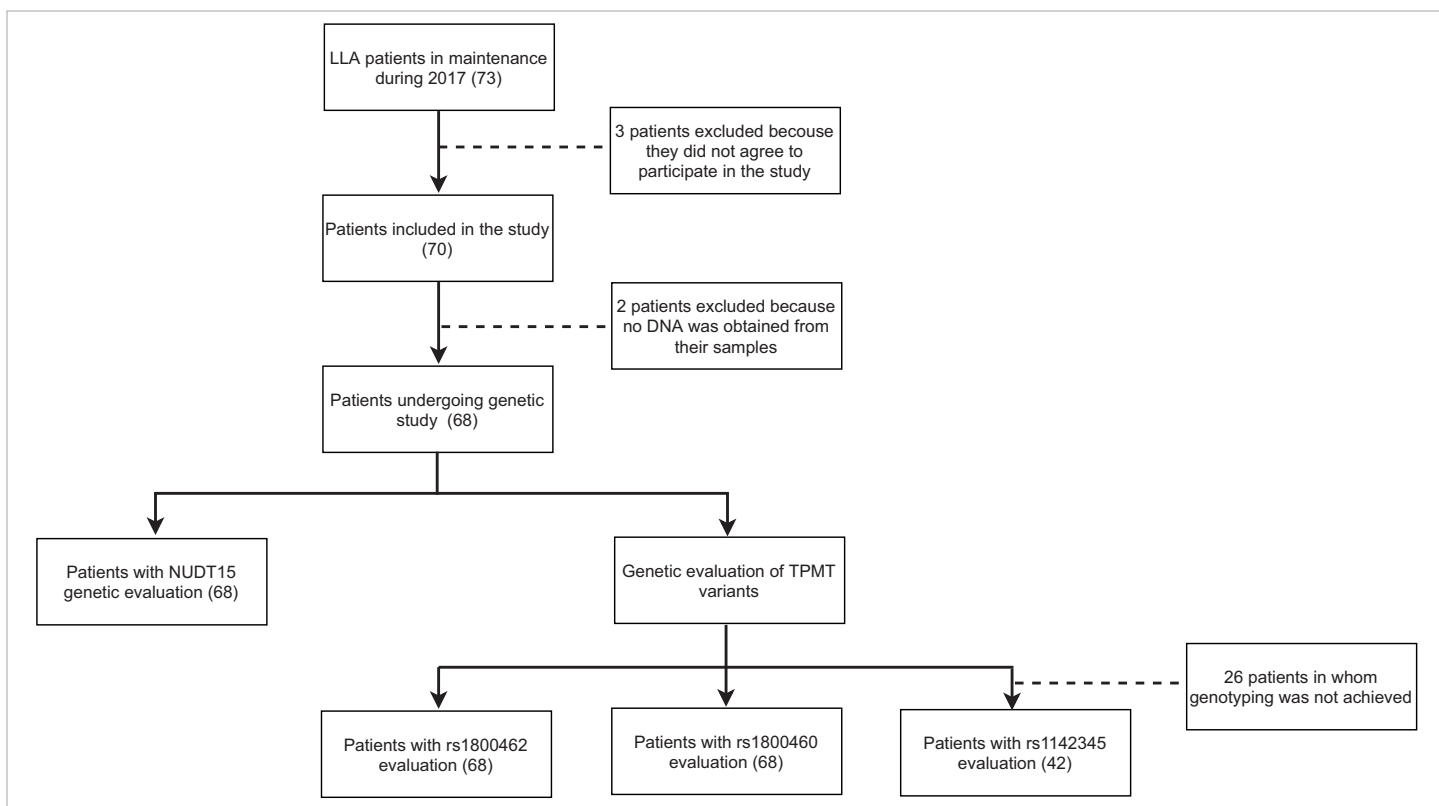 LLA patients in maintenance
during 2017 (73)
3 patients excluded becouse
they did not agree to
participate in the study
Patients included in the study
(70)
2 patients excluded because
no DNA was obtained from
their samples
Patients undergoing genetic
study (68)
Patients with NUDT15
genetic evaluation (68)
Genetic evaluation of TPMT
variants
26 patients in whom
genotyping was not achieved
Patients with rs1800462
evaluation (68)
Patients with rs1800460
evaluation (68)
Patients with rs1142345
evaluation (42)